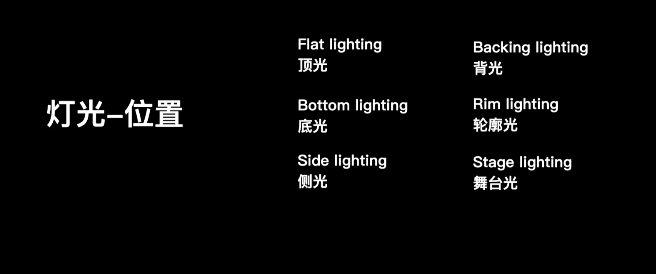 灯光–位置
Flat lighting
顶光
Bottom lighting
底光
Side lighting
侧光
Backing lighting
背光
Rim lighting
轮廓光
Stage lighting
舞台光